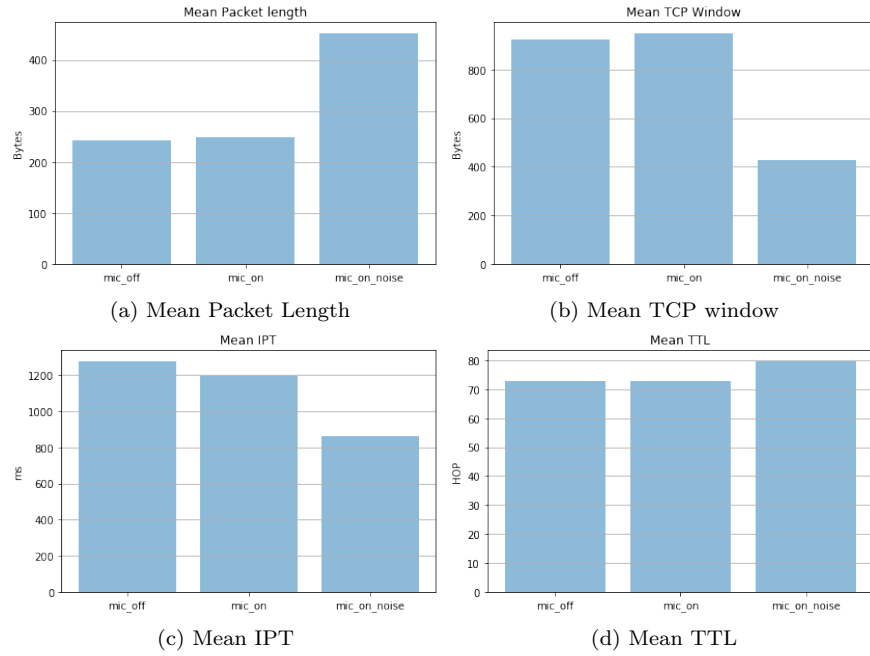 Mean Packet length
Bytes
400
300
200
100
0
mic_off mic_on mic_on_noise
(a) Mean Packet Length
Mean TCP Window
Bytes
800
600
400
200
0
mic_off mic_on mic_on_noise
(b) Mean TCP window
Mean IPT
ms
1200
1000
800
600
400
200
0
mic_off mic_on mic_on_noise
(c) Mean IPT
Mean TTL
HOP
80
70
60
50
40
30
20
10
0
mic_off mic_on mic_on_noise
(d) Mean TTL